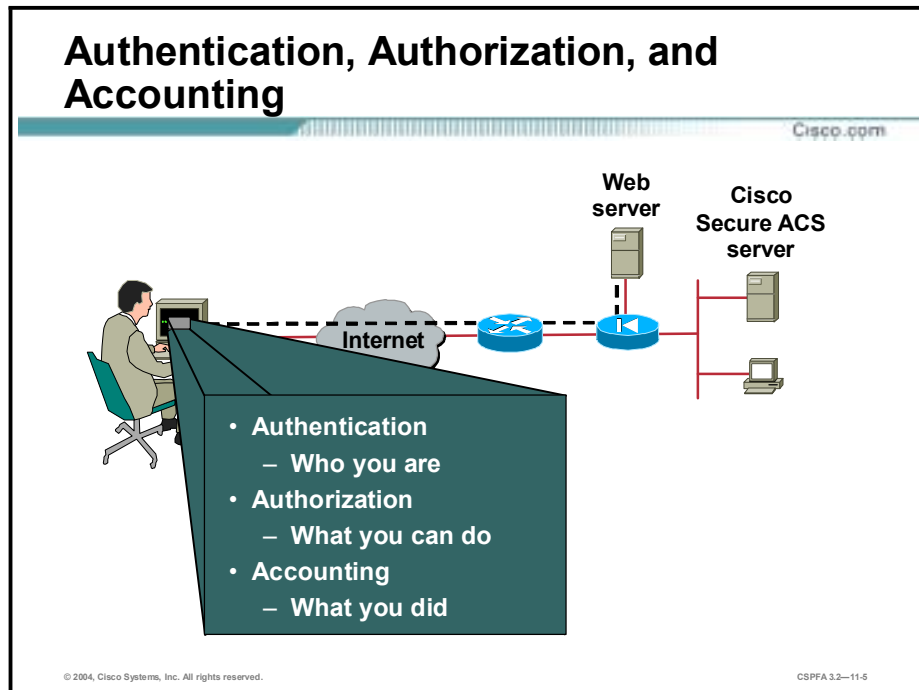 Authentication, Authorization, and
Accounting
Cisco.com
Web
server
Cisco
Secure ACS
server
Internet
• Authentication
– Who you are
• Authorization
– What you can do
• Accounting
– What you did
© 2004, Cisco Systems, Inc. All rights reserved.
CSPFA 3.2—11-5